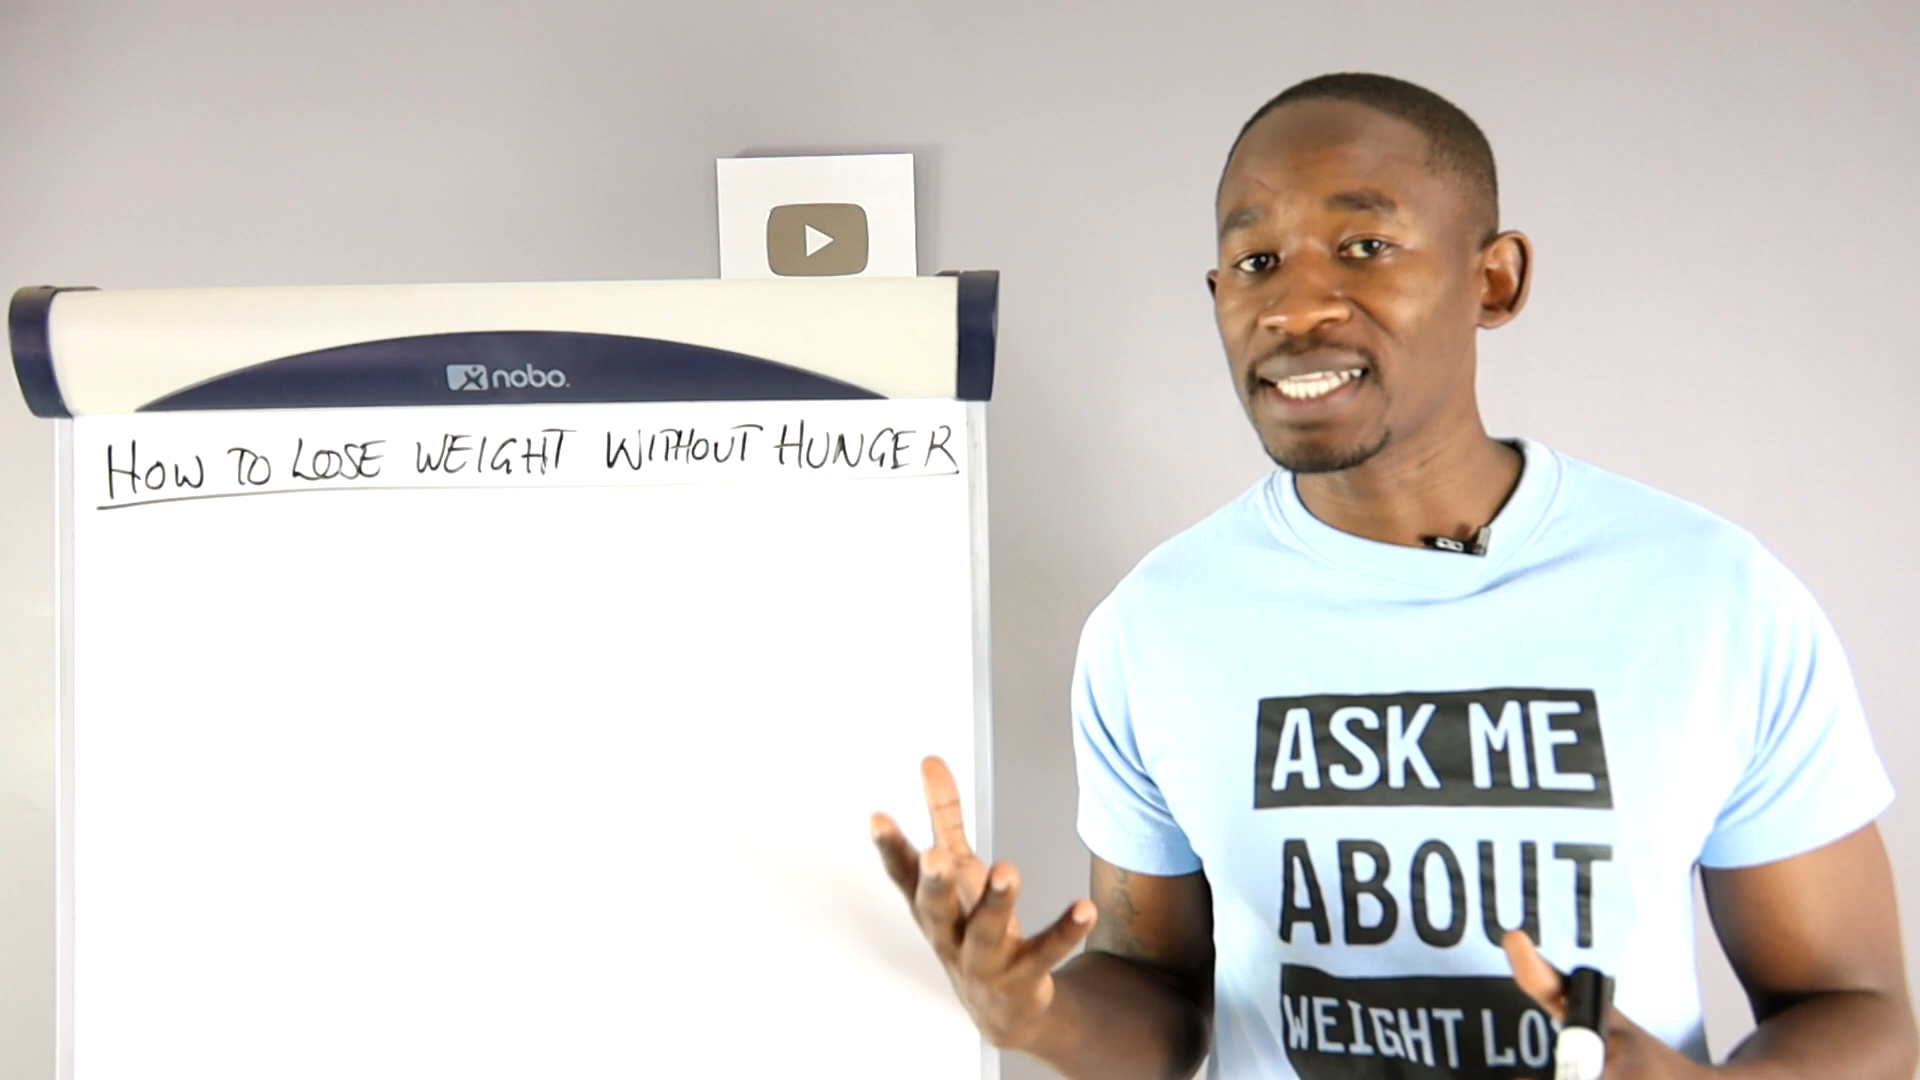 nobo.
HOW TO LOSE WEIGHT WITHOUT HUNGER
ASK ME
ABOUT
WEIGHT LO